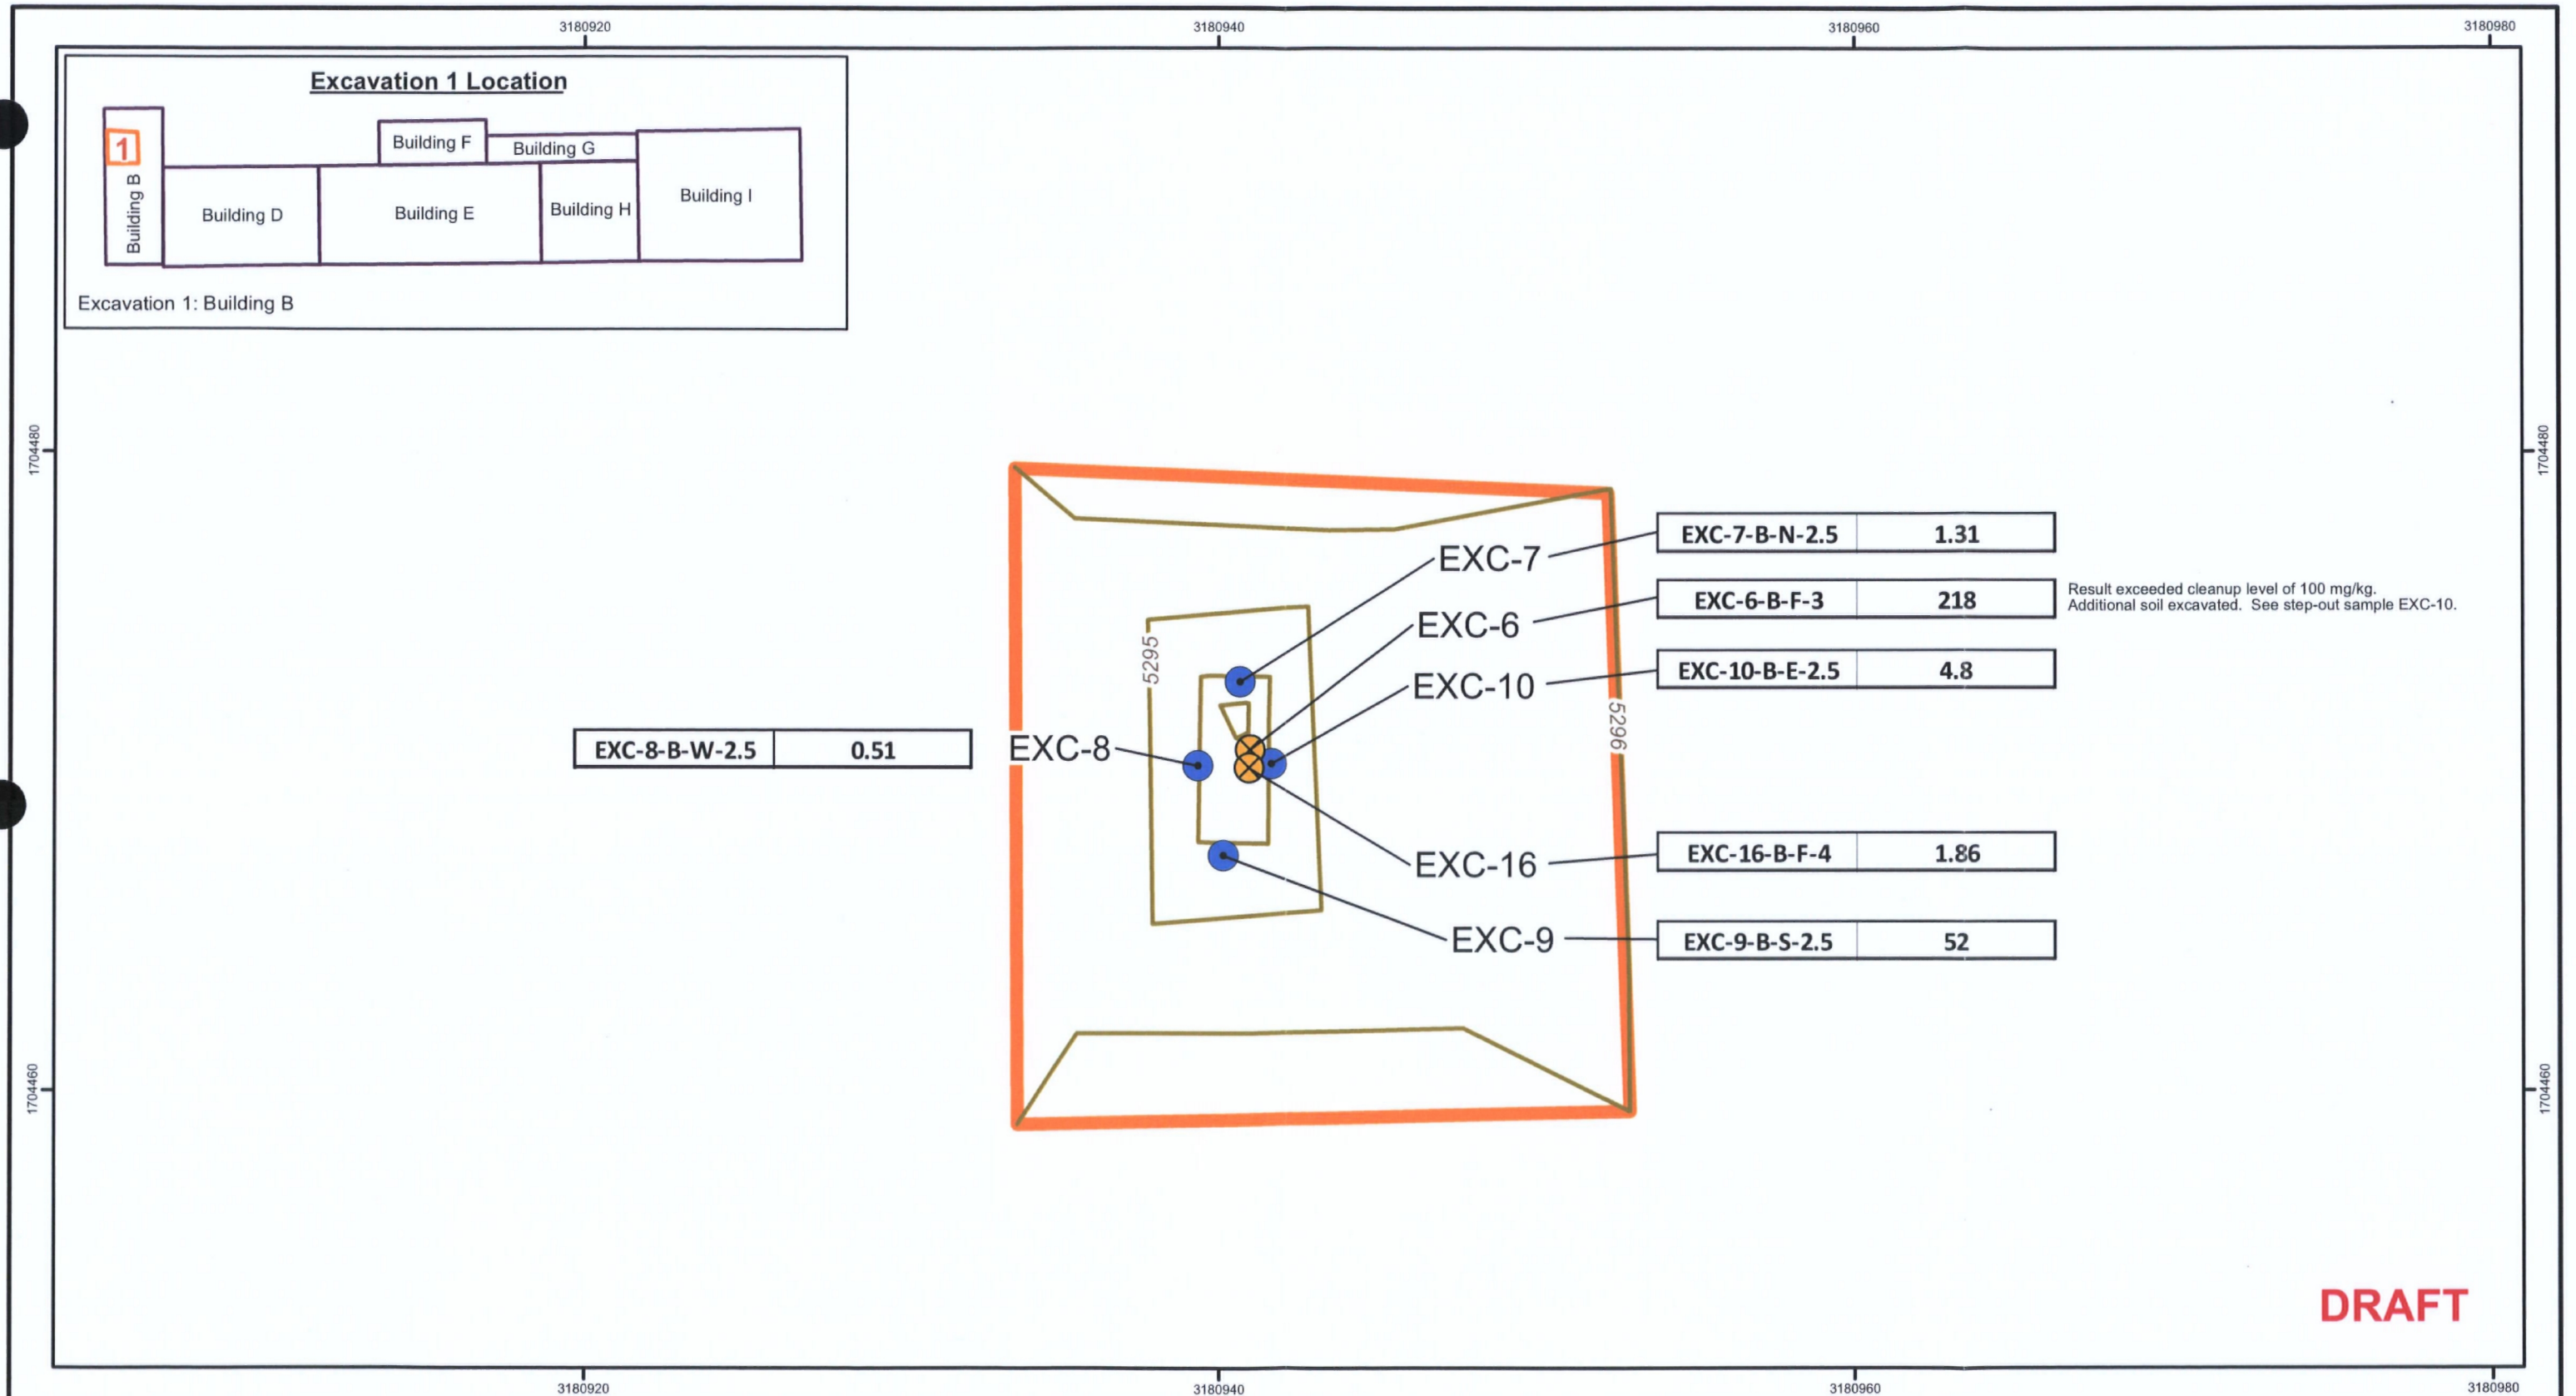 3180920
3180940
3180960
3180980
Excavation 1 Location
1
Building B
Building D
Building E
Building F
Building G
Building H
Building I
Excavation 1: Building B
1704480
1704480
EXC-7
EXC-7-B-N-2.5 1.31
EXC-6
EXC-6-B-F-3 218
Result exceeded cleanup level of 100 mg/kg.
Additional soil excavated. See step-out sample EXC-10.
5295
EXC-10
EXC-10-B-E-2.5 4.8
5296
EXC-8-B-W-2.5 0.51
EXC-8
EXC-16
EXC-16-B-F-4 1.86
EXC-9
EXC-9-B-S-2.5 52
1704460
1704460
DRAFT
3180920
3180940
3180960
3180980